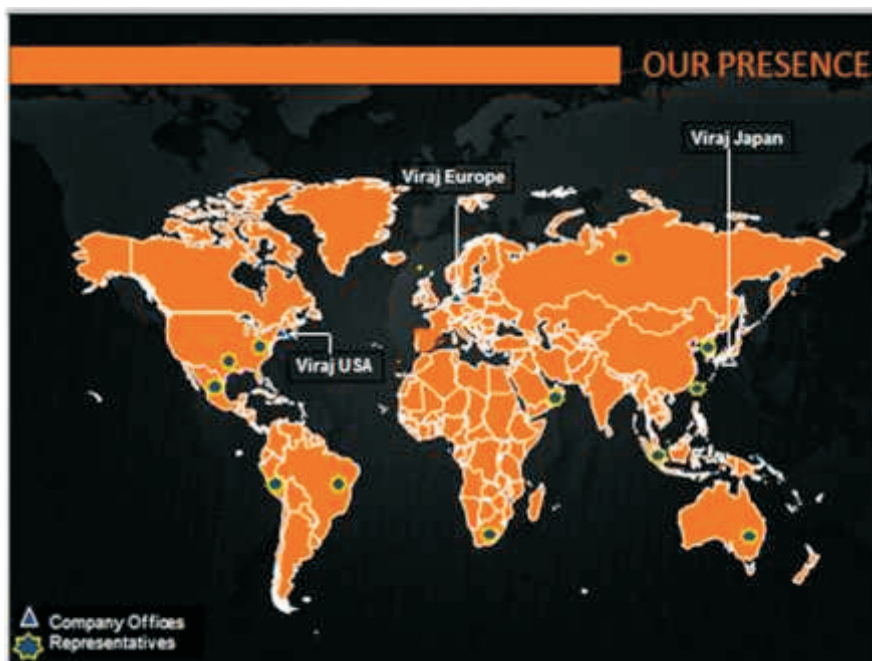 OUR PRESENCE
Viraj Japan
Viraj Europe
Viraj USA
Company Offices
Representatives